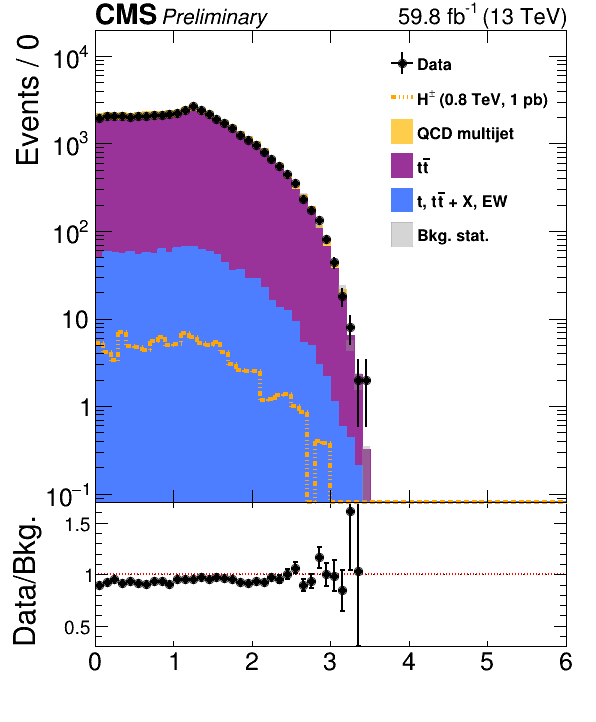 CMS Preliminary 59.8 fb⁻¹ (13 TeV)
Events / 0
10⁴
10³
10²
10
1
10⁻¹
Data
H± (0.8 TeV, 1 pb)
QCD multijet
tt̄
t, tt̄ + X, EW
Bkg. stat.
Data/Bkg.
1.5
1
0.5
0 1 2 3 4 5 6